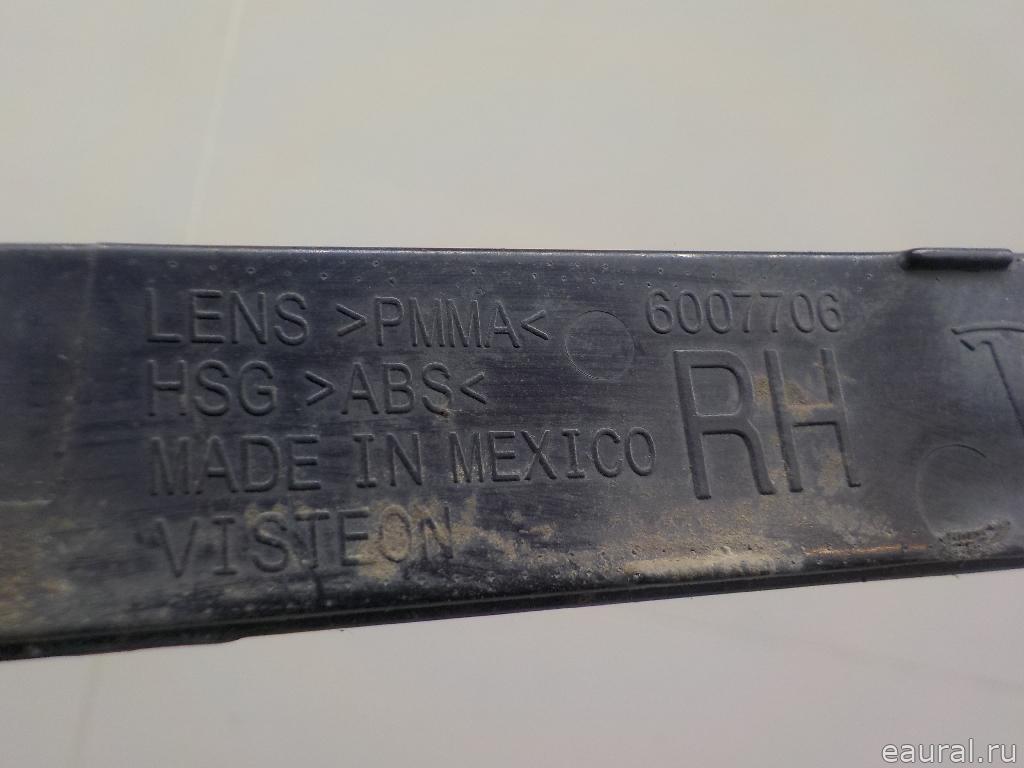 LENS >PMMA< 6007706
HSG >ABS< RH
MADE IN MEXICO
VISTEON
eaural.ru